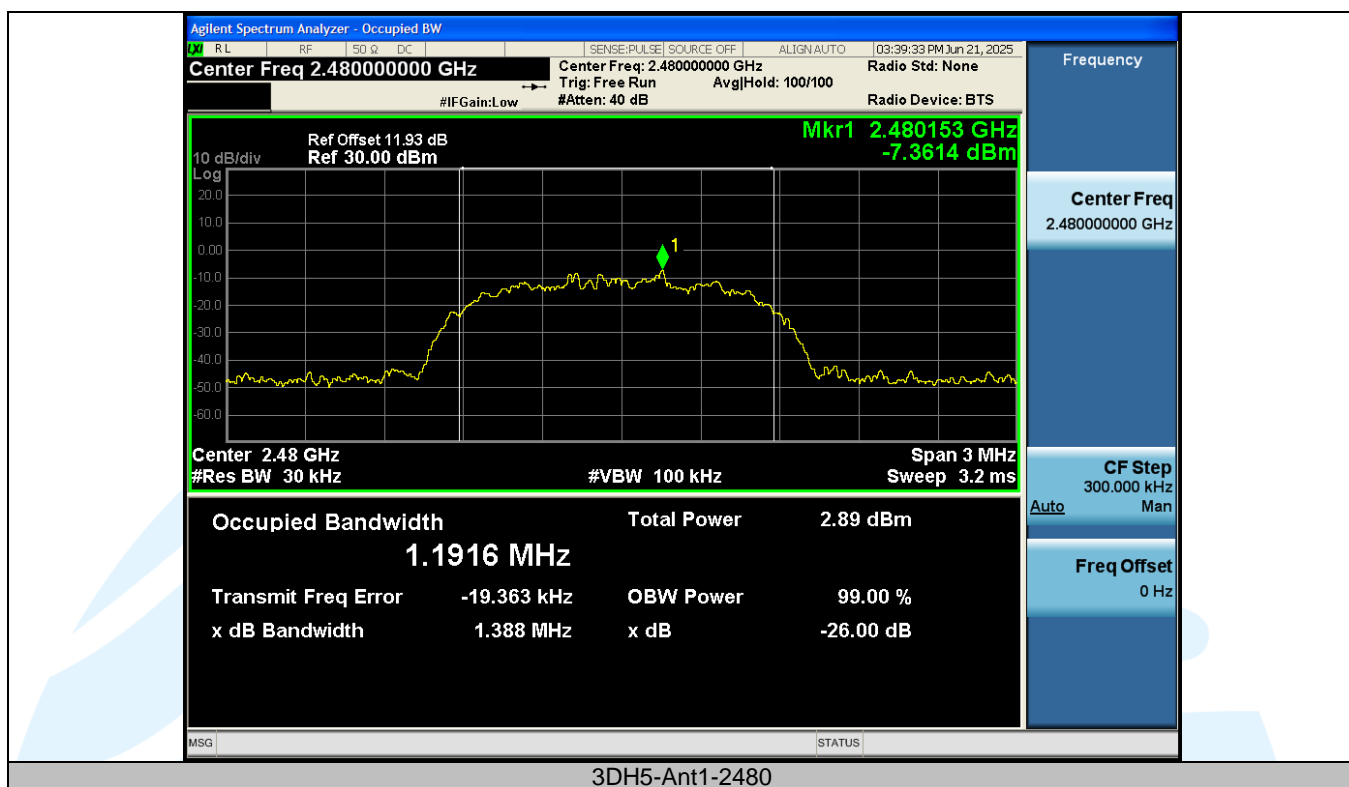 Agilent Spectrum Analyzer - Occupied BW
LXI RL RF 50 Ω DC SENSE:PULSE SOURCE OFF ALIGN AUTO 03:39:33 PM Jun 21, 2025
Center Freq 2.480000000 GHz
Center Freq: 2.480000000 GHz
Radio Std: None
Trig: Free Run Avg|Hold: 100/100
#IFGain:Low
#Atten: 40 dB
Radio Device: BTS
Mkr1 2.480153 GHz
-7.3614 dBm
Ref Offset 11.93 dB
10 dB/div Ref 30.00 dBm
Log
20.0
10.0
0.00
-10.0
-20.0
-30.0
-40.0
-50.0
-60.0
1
Center 2.48 GHz Span 3 MHz
#Res BW 30 kHz #VBW 100 kHz Sweep 3.2 ms
Occupied Bandwidth Total Power 2.89 dBm
1.1916 MHz
Transmit Freq Error -19.363 kHz OBW Power 99.00 %
x dB Bandwidth 1.388 MHz x dB -26.00 dB
MSG STATUS
Frequency
Center Freq
2.480000000 GHz
CF Step
300.000 kHz
Auto Man
Freq Offset
0 Hz
3DH5-Ant1-2480